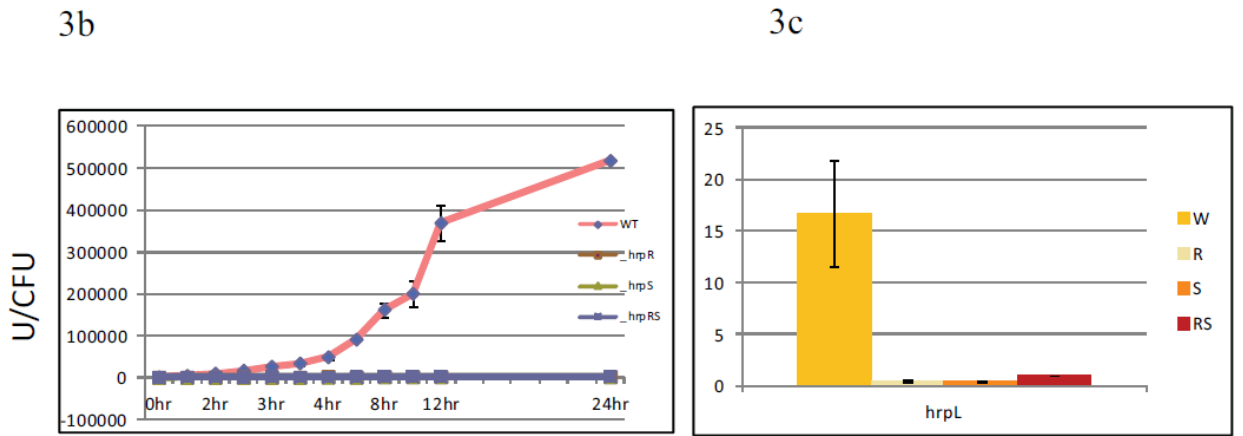 3b
3c
U/CFU
600000
500000
400000
300000
200000
100000
0
-100000
0hr 2hr 3hr 4hr 8hr 12hr 24hr
WT
_hrpR
_hrpS
_hrpRS
25
20
15
10
5
0
hrpL
W
R
S
RS